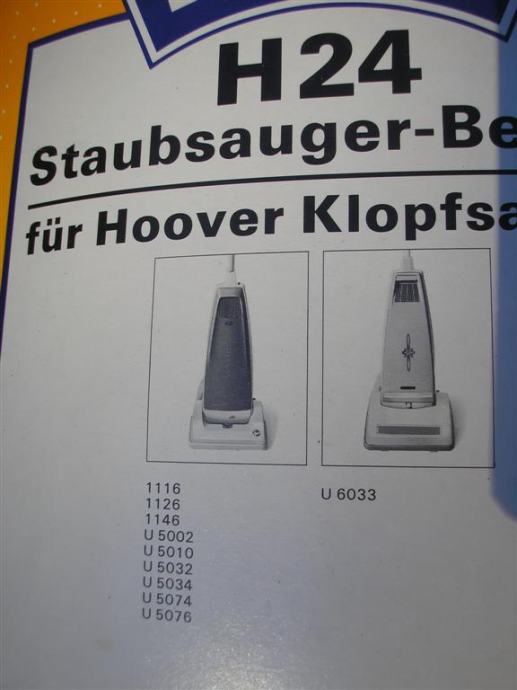 H24
Staubsauger-Be
für Hoover Klopfsa
1116
1126
1146
U 5002
U 5010
U 5032
U 5034
U 5074
U 5076
U 6033